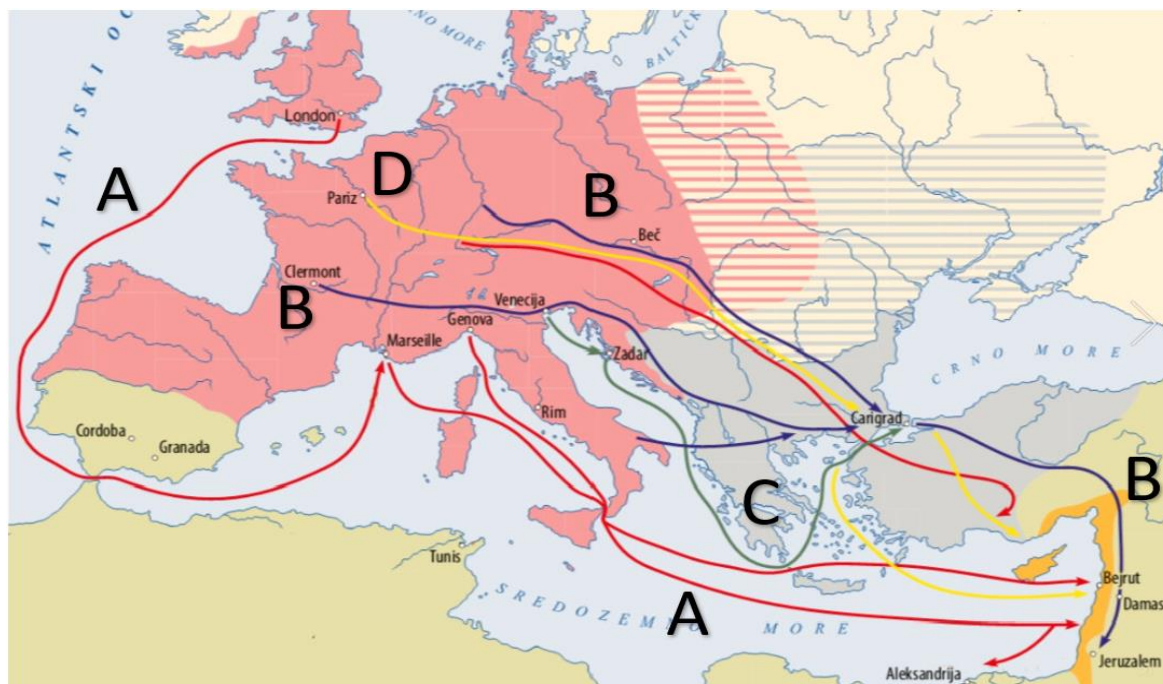 ATLANTSKI OC
NO MORE
BALTIČK
London
A
D
Pariz
B
Beč
Clermont
B
Venecija
Genova
Marseille
Zadar
CRNO MORE
Rim
Carigrad
Cordoba
Granada
B
C
Tunis
Bejrut
Damas
SREDOZEMNO MORE
A
Jeruzalem
Aleksandrija